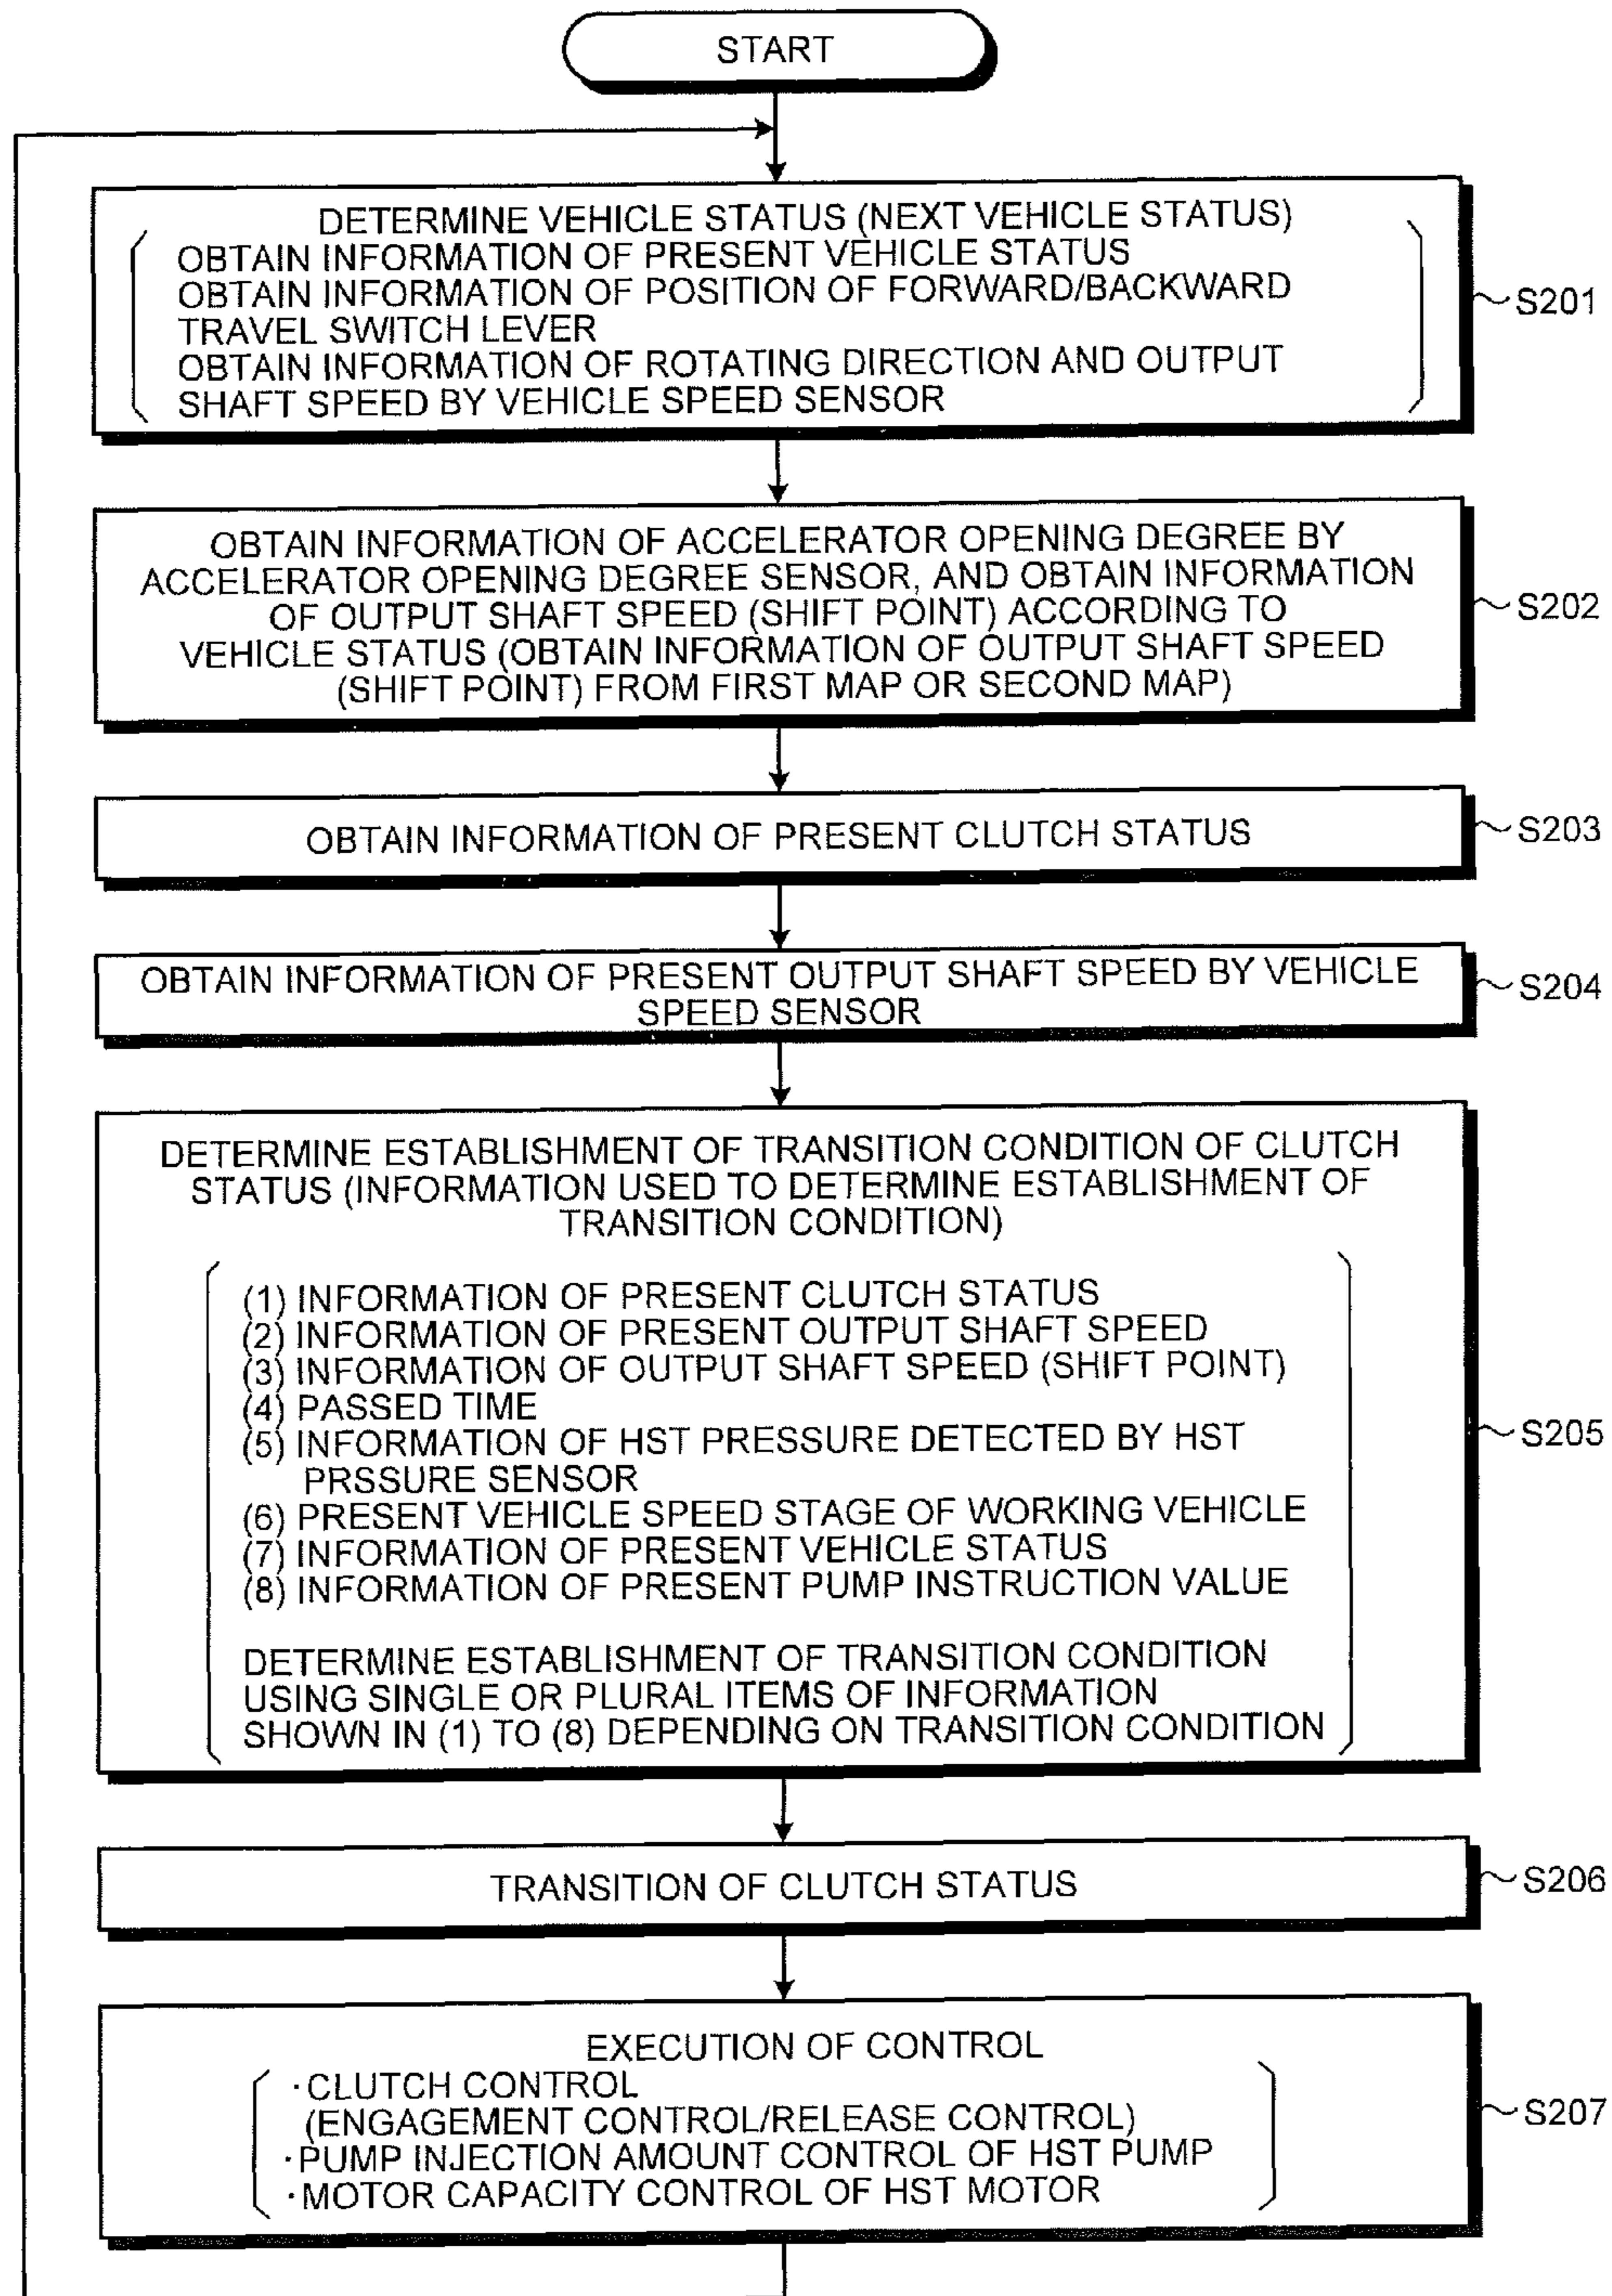 START
DETERMINE VEHICLE STATUS (NEXT VEHICLE STATUS)
OBTAIN INFORMATION OF PRESENT VEHICLE STATUS
OBTAIN INFORMATION OF POSITION OF FORWARD/BACKWARD
TRAVEL SWITCH LEVER
OBTAIN INFORMATION OF ROTATING DIRECTION AND OUTPUT
SHAFT SPEED BY VEHICLE SPEED SENSOR
S201
OBTAIN INFORMATION OF ACCELERATOR OPENING DEGREE BY
ACCELERATOR OPENING DEGREE SENSOR, AND OBTAIN INFORMATION
OF OUTPUT SHAFT SPEED (SHIFT POINT) ACCORDING TO
VEHICLE STATUS (OBTAIN INFORMATION OF OUTPUT SHAFT SPEED
(SHIFT POINT) FROM FIRST MAP OR SECOND MAP)
S202
OBTAIN INFORMATION OF PRESENT CLUTCH STATUS
S203
OBTAIN INFORMATION OF PRESENT OUTPUT SHAFT SPEED BY VEHICLE
SPEED SENSOR
S204
DETERMINE ESTABLISHMENT OF TRANSITION CONDITION OF CLUTCH
STATUS (INFORMATION USED TO DETERMINE ESTABLISHMENT OF
TRANSITION CONDITION)
(1) INFORMATION OF PRESENT CLUTCH STATUS
(2) INFORMATION OF PRESENT OUTPUT SHAFT SPEED
(3) INFORMATION OF OUTPUT SHAFT SPEED (SHIFT POINT)
(4) PASSED TIME
(5) INFORMATION OF HST PRESSURE DETECTED BY HST
PRSSURE SENSOR
(6) PRESENT VEHICLE SPEED STAGE OF WORKING VEHICLE
(7) INFORMATION OF PRESENT VEHICLE STATUS
(8) INFORMATION OF PRESENT PUMP INSTRUCTION VALUE
DETERMINE ESTABLISHMENT OF TRANSITION CONDITION
USING SINGLE OR PLURAL ITEMS OF INFORMATION
SHOWN IN (1) TO (8) DEPENDING ON TRANSITION CONDITION
S205
TRANSITION OF CLUTCH STATUS
S206
EXECUTION OF CONTROL
·CLUTCH CONTROL
(ENGAGEMENT CONTROL/RELEASE CONTROL)
·PUMP INJECTION AMOUNT CONTROL OF HST PUMP
·MOTOR CAPACITY CONTROL OF HST MOTOR
S207